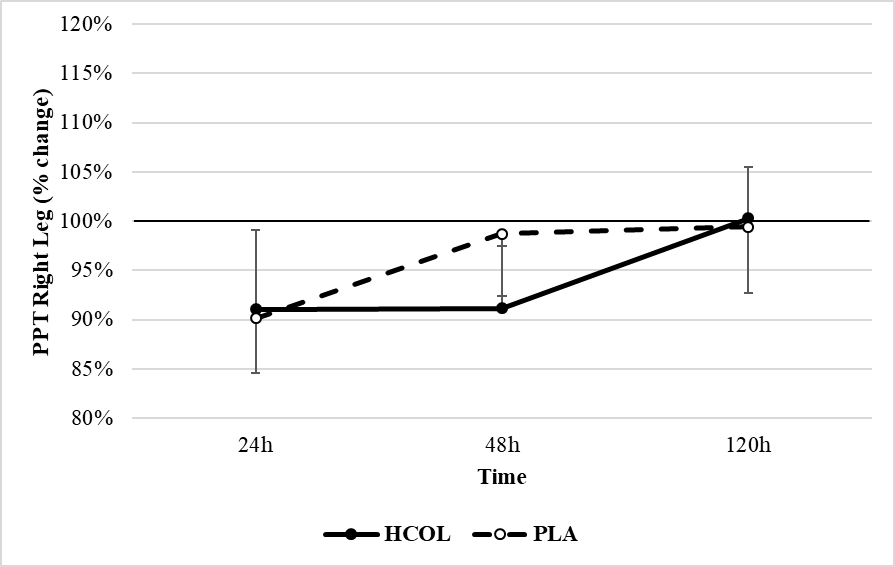 120%
115%
110%
105%
100%
95%
90%
85%
80%
PPT Right Leg (% change)
24h 48h 120h
Time
HCOL PLA